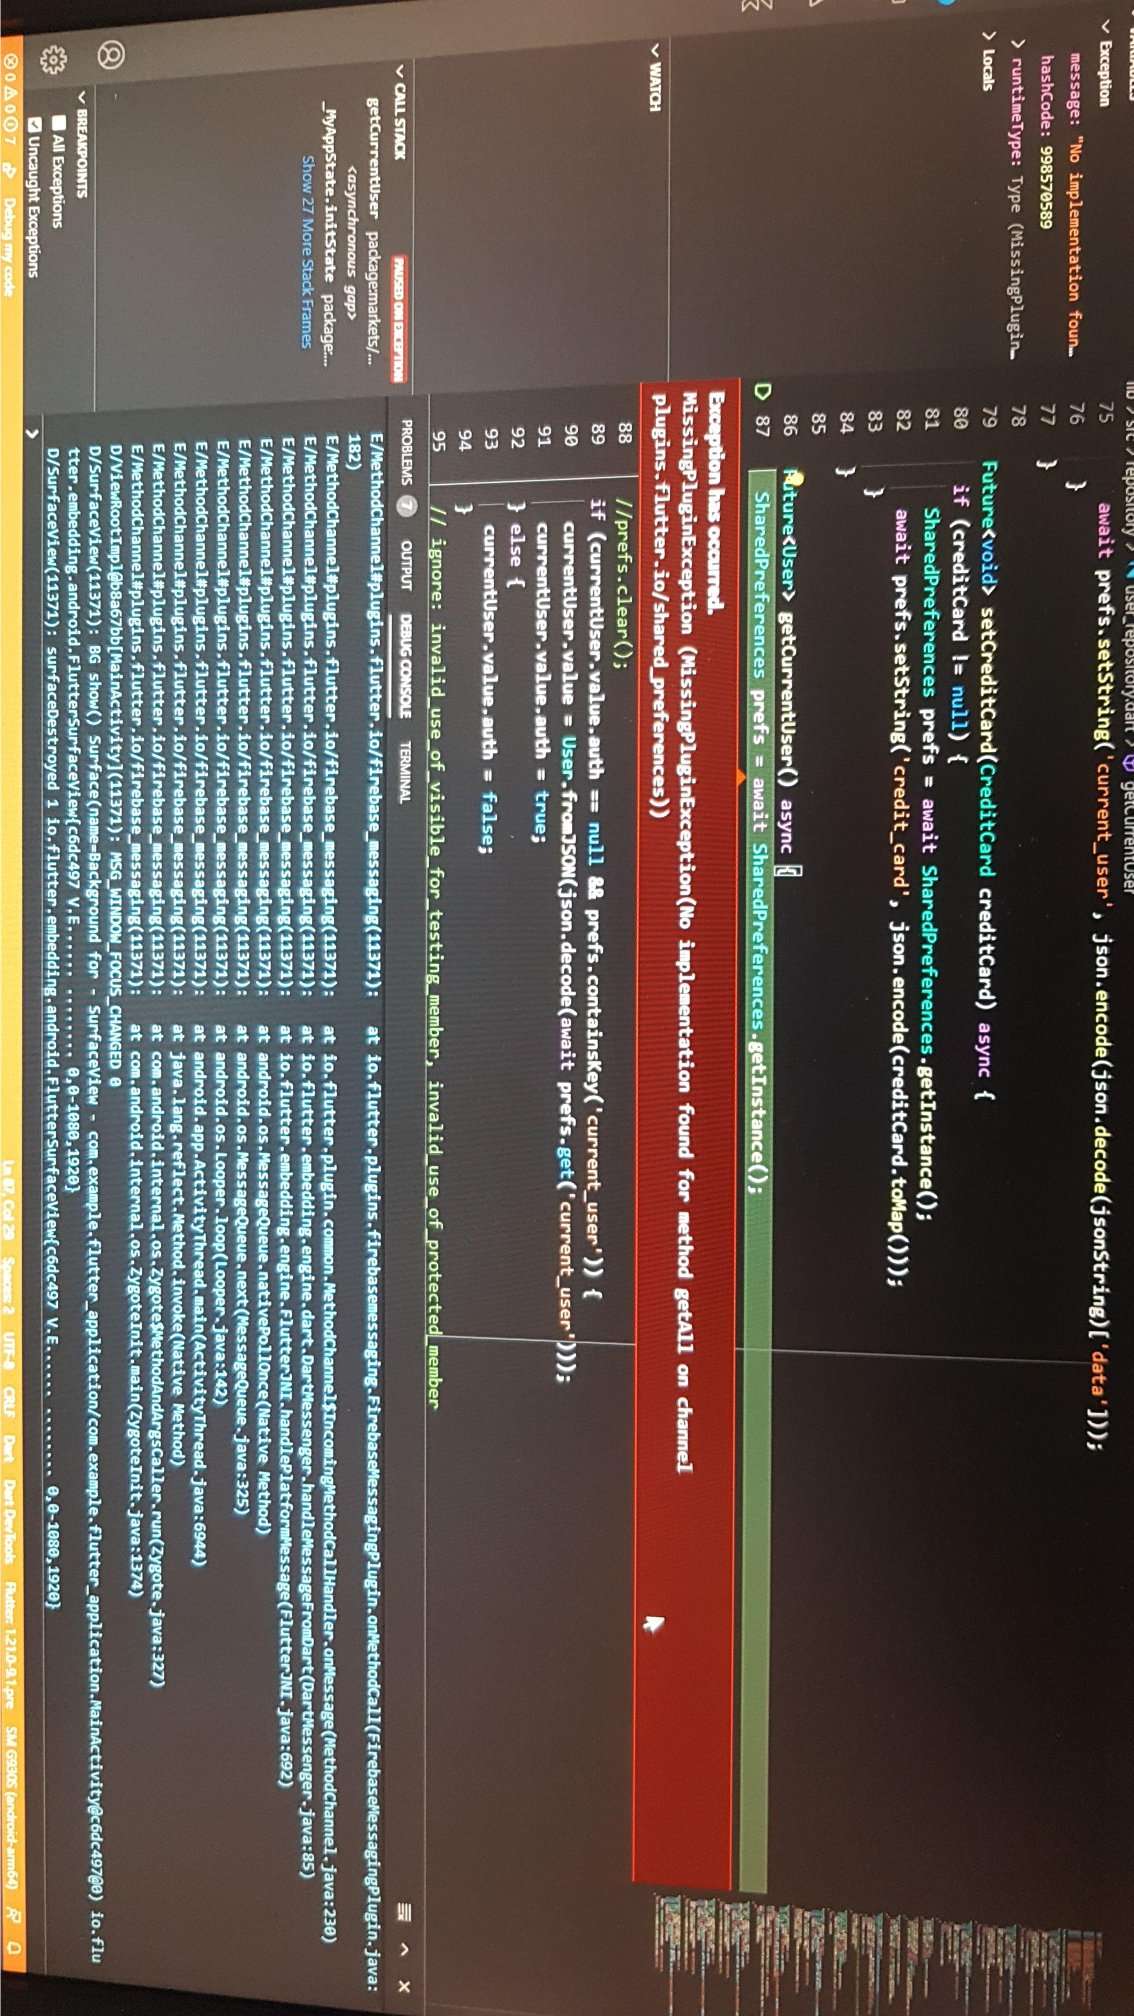 Exception
message: "No implementation foun…
hashCode: 998570589
runtimeType: Type (MissingPlugin…
Locals
WATCH
CALL STACK PAUSED ON EXCEPTION
getCurrentUser package:markets/...
<asynchronous gap>
_MyAppState.initState package:...
Show 27 More Stack Frames
BREAKPOINTS
All Exceptions
Uncaught Exceptions
lib > src > repository > user_repository.dart > getCurrentUser
75 await prefs.setString('current_user', json.encode(json.decode(jsonString)['data']));
76 }
77 }
78
79 Future<void> setCreditCard(CreditCard creditCard) async {
80 if (creditCard != null) {
81 SharedPreferences prefs = await SharedPreferences.getInstance();
82 await prefs.setString('credit_card', json.encode(creditCard.toMap()));
83 }
84 }
85
86 Future<User> getCurrentUser() async {
87 SharedPreferences prefs = await SharedPreferences.getInstance();
Exception has occurred.
MissingPluginException (MissingPluginException(No implementation found for method getAll on channel
plugins.flutter.io/shared_preferences))
88 //prefs.clear();
89 if (currentUser.value.auth == null && prefs.containsKey('current_user')) {
90 currentUser.value = User.fromJSON(json.decode(await prefs.get('current_user')));
91 currentUser.value.auth = true;
92 } else {
93 currentUser.value.auth = false;
94 }
95 // ignore: invalid_use_of_visible_for_testing_member, invalid_use_of_protected_member
PROBLEMS 7 OUTPUT DEBUG CONSOLE TERMINAL
E/MethodChannel#plugins.flutter.io/firebase_messaging(11371): at io.flutter.plugins.firebasemessaging.FirebaseMessagingPlugin.onMethodCall(FirebaseMessagingPlugin.java:
182)
E/MethodChannel#plugins.flutter.io/firebase_messaging(11371): at io.flutter.plugin.common.MethodChannel$IncomingMethodCallHandler.onMessage(MethodChannel.java:230)
E/MethodChannel#plugins.flutter.io/firebase_messaging(11371): at io.flutter.embedding.engine.dart.DartMessenger.handleMessageFromDart(DartMessenger.java:85)
E/MethodChannel#plugins.flutter.io/firebase_messaging(11371): at io.flutter.embedding.engine.FlutterJNI.handlePlatformMessage(FlutterJNI.java:692)
E/MethodChannel#plugins.flutter.io/firebase_messaging(11371): at android.os.MessageQueue.nativePollOnce(Native Method)
E/MethodChannel#plugins.flutter.io/firebase_messaging(11371): at android.os.MessageQueue.next(MessageQueue.java:325)
E/MethodChannel#plugins.flutter.io/firebase_messaging(11371): at android.os.Looper.loop(Looper.java:142)
E/MethodChannel#plugins.flutter.io/firebase_messaging(11371): at android.app.ActivityThread.main(ActivityThread.java:6944)
E/MethodChannel#plugins.flutter.io/firebase_messaging(11371): at java.lang.reflect.Method.invoke(Native Method)
E/MethodChannel#plugins.flutter.io/firebase_messaging(11371): at com.android.internal.os.Zygote$MethodAndArgsCaller.run(Zygote.java:327)
E/MethodChannel#plugins.flutter.io/firebase_messaging(11371): at com.android.internal.os.ZygoteInit.main(ZygoteInit.java:1374)
D/ViewRootImpl@b8a67bb[MainActivity](11371): MSG_WINDOW_FOCUS_CHANGED 0
D/SurfaceView(11371): BG show() Surface(name=Background for - SurfaceView - com.example.flutter_application/com.example.flutter_application.MainActivity@c6dc497@0) io.flu
tter.embedding.android.FlutterSurfaceView{c6dc497 V.E...... ........ 0,0-1080,1920}
D/SurfaceView(11371): surfaceDestroyed 1 io.flutter.embedding.android.FlutterSurfaceView{c6dc497 V.E...... ........ 0,0-1080,1920}
0 0 7 Debug my code Ln 87, Col 29 Spaces: 2 UTF-8 CRLF Dart Dart DevTools Flutter: 1.21.0-9.1.pre SM G930S (android-arm64)